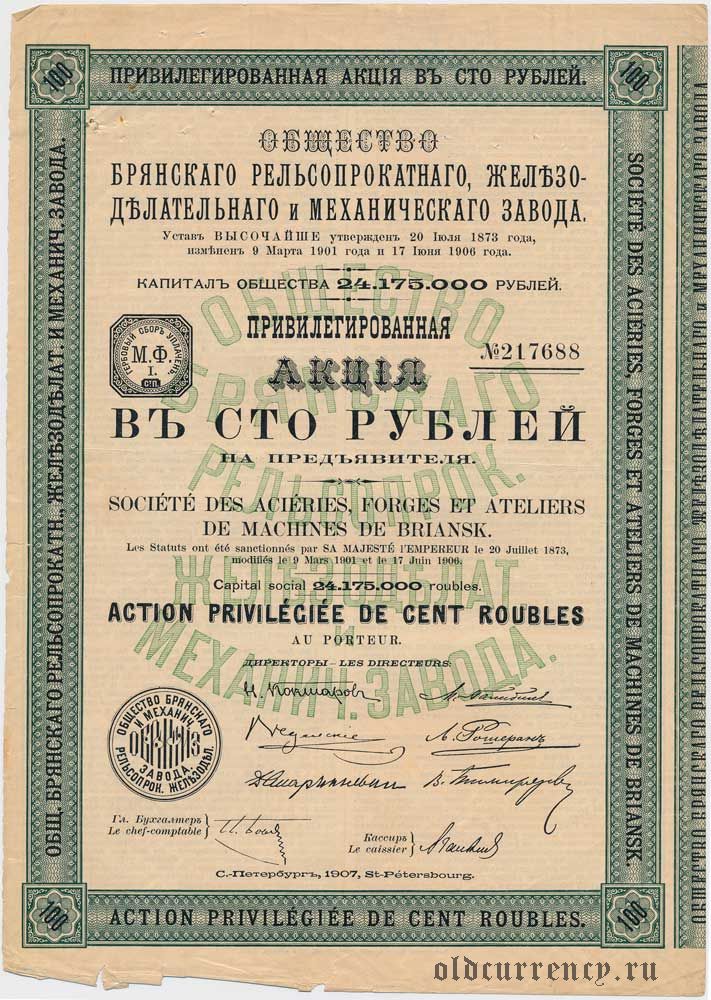 100
ПРИВИЛЕГИРОВАННАЯ АКЦІЯ ВЪ СТО РУБЛЕЙ.
100
ОБЩЕСТВО
БРЯНСКАГО РЕЛЬСОПРОКАТНАГО, ЖЕЛѢЗО-
ДѢЛАТЕЛЬНАГО и МЕХАНИЧЕСКАГО ЗАВОДА.
Уставъ ВЫСОЧАЙШЕ утвержденъ 20 Іюля 1873 года,
измѣненъ 9 Марта 1901 года и 17 Іюня 1906 года.
КАПИТАЛЪ ОБЩЕСТВА 24.175.000 РУБЛЕЙ.
ПРИВИЛЕГИРОВАННАЯ
№217688
АКЦІЯ
ВЪ СТО РУБЛЕЙ
НА ПРЕДЪЯВИТЕЛЯ.
ГЕРБОВЫЙ СБОРЪ УПЛАЧЕНЪ
М.Ф.
I.
СТП.
SOCIÉTÉ DES ACIÉRIES, FORGES ET ATELIERS
DE MACHINES DE BRIANSK.
Les Statuts ont été sanctionnés par SA MAJESTÉ l'EMPEREUR le 20 Juillet 1873,
modifiés le 9 Mars 1901 et le 17 Juin 1906.
Capital social 24.175.000 roubles.
ACTION PRIVILÉGIÉE DE CENT ROUBLES
AU PORTEUR.
ДИРЕКТОРЫ–LES DIRECTEURS:
ОБЩЕСТВО БРЯНСКАГО
РЕЛЬСОПРОК. ЖЕЛѢЗОДѢЛ.
И МЕХАНИЧ.
ЗАВОДА.
Гл. Бухгалтеръ
Le chef-comptable
Кассиръ
Le caissier
С.-Петербургъ, 1907, St-Pétersbourg.
100
ACTION PRIVILÉGIÉE DE CENT ROUBLES.
100
ОБЩ. БРЯНСКАГО РЕЛЬСОПРОКАТН., ЖЕЛѢЗОДѢЛАТ. И МЕХАНИЧ. ЗАВОДА.
SOCIÉTÉ DES ACIÉRIES FORGES ET ATELIERS DE MACHINES DE BRIANSK.
ОБЩЕСТВО
БРЯНСКАГО
РЕЛЬСОПРОК.
ЖЕЛѢЗОДѢЛАТ
И
МЕХАНИЧ. ЗАВОДА.
oldcurrency.ru